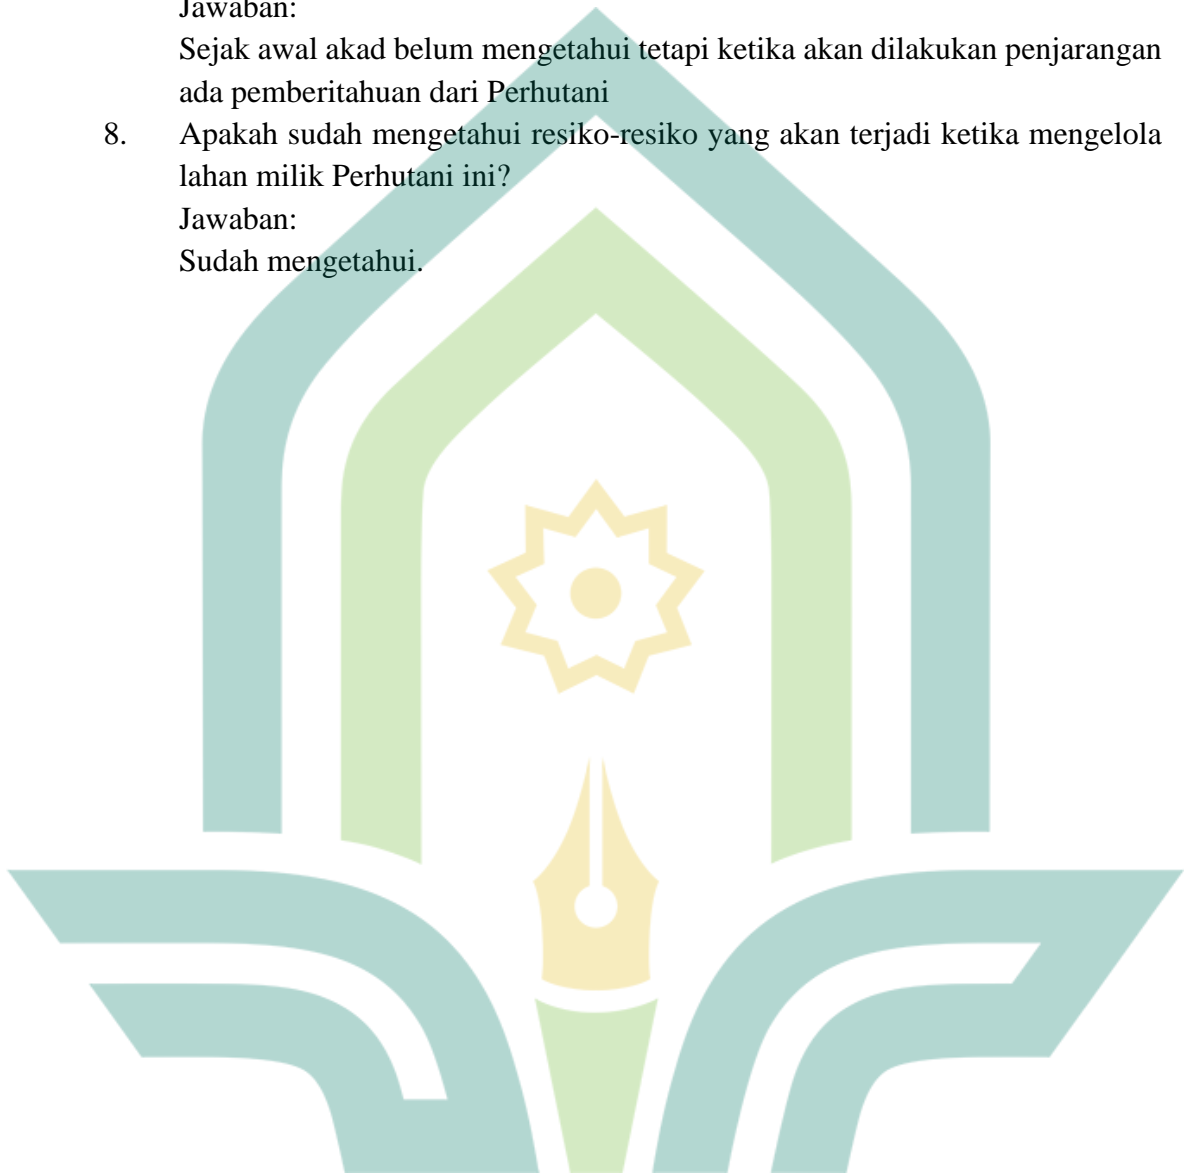 Jawaban:
Sejak awal akad belum mengetahui tetapi ketika akan dilakukan penjarangan
ada pemberitahuan dari Perhutani
8. Apakah sudah mengetahui resiko-resiko yang akan terjadi ketika mengelola
lahan milik Perhutani ini?
Jawaban:
Sudah mengetahui.